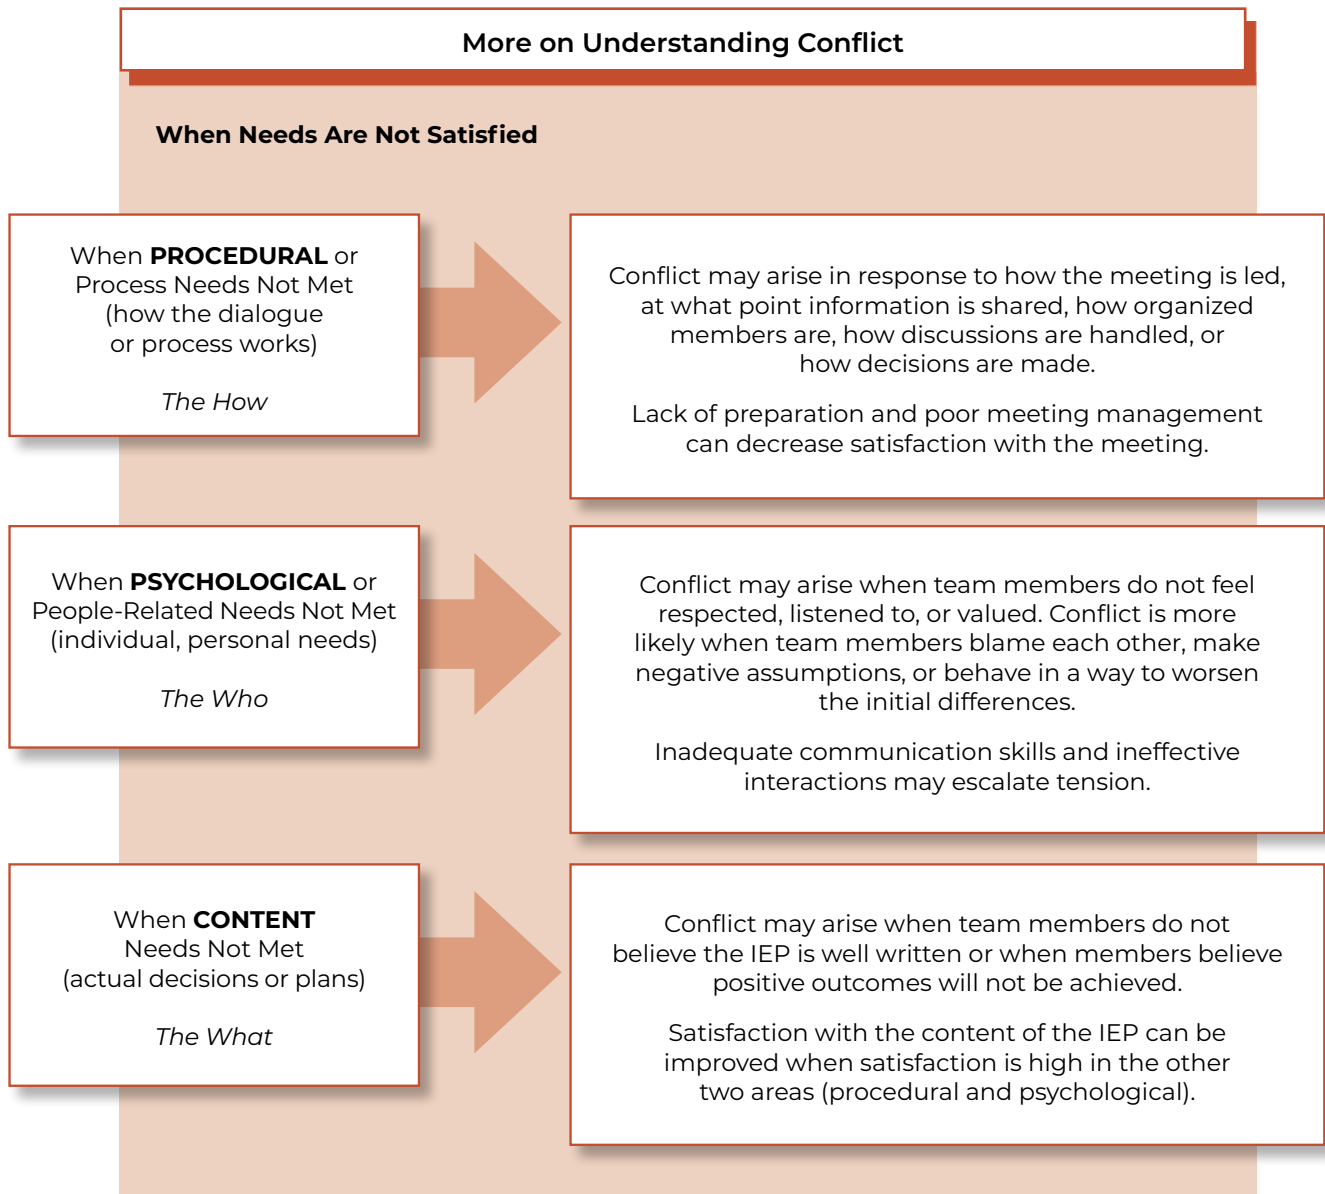 More on Understanding Conflict
When Needs Are Not Satisfied
When PROCEDURAL or
Process Needs Not Met
(how the dialogue
or process works)
The How
Conflict may arise in response to how the meeting is led,
at what point information is shared, how organized
members are, how discussions are handled, or
how decisions are made.
Lack of preparation and poor meeting management
can decrease satisfaction with the meeting.
When PSYCHOLOGICAL or
People-Related Needs Not Met
(individual, personal needs)
The Who
Conflict may arise when team members do not feel
respected, listened to, or valued. Conflict is more
likely when team members blame each other, make
negative assumptions, or behave in a way to worsen
the initial differences.
Inadequate communication skills and ineffective
interactions may escalate tension.
When CONTENT
Needs Not Met
(actual decisions or plans)
The What
Conflict may arise when team members do not
believe the IEP is well written or when members believe
positive outcomes will not be achieved.
Satisfaction with the content of the IEP can be
improved when satisfaction is high in the other
two areas (procedural and psychological).